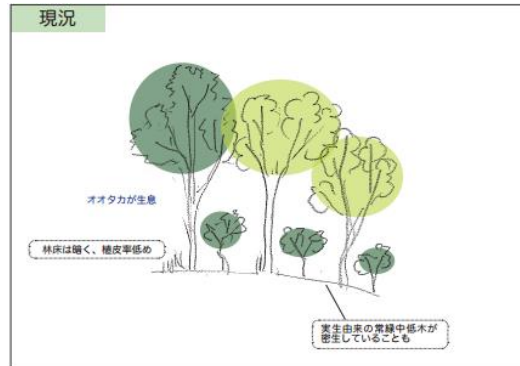 現況
オオタカが生息
林床は暗く、植皮率低め
実生由来の常緑中低木が
密生していることも